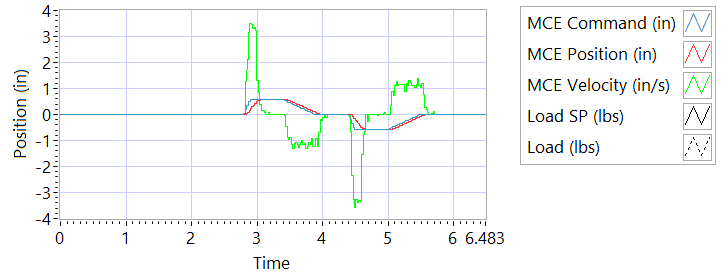 4
3
2
1
0
-1
-2
-3
-4
Position (in)
0 1 2 3 4 5 6 6.483
Time
MCE Command (in)
MCE Position (in)
MCE Velocity (in/s)
Load SP (lbs)
Load (lbs)